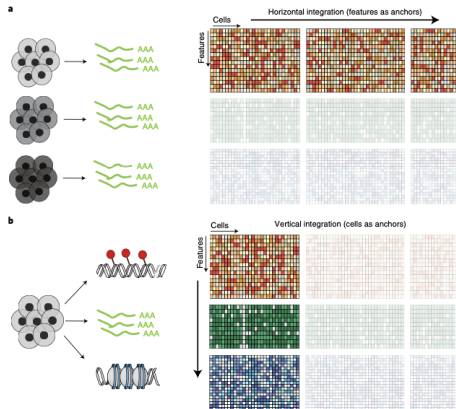 a
Horizontal integration (features as anchors)
Cells
Features
AAA
AAA
AAA
AAA
AAA
AAA
AAA
AAA
AAA
b
Vertical integration (cells as anchors)
Cells
Features
AAA
AAA
AAA